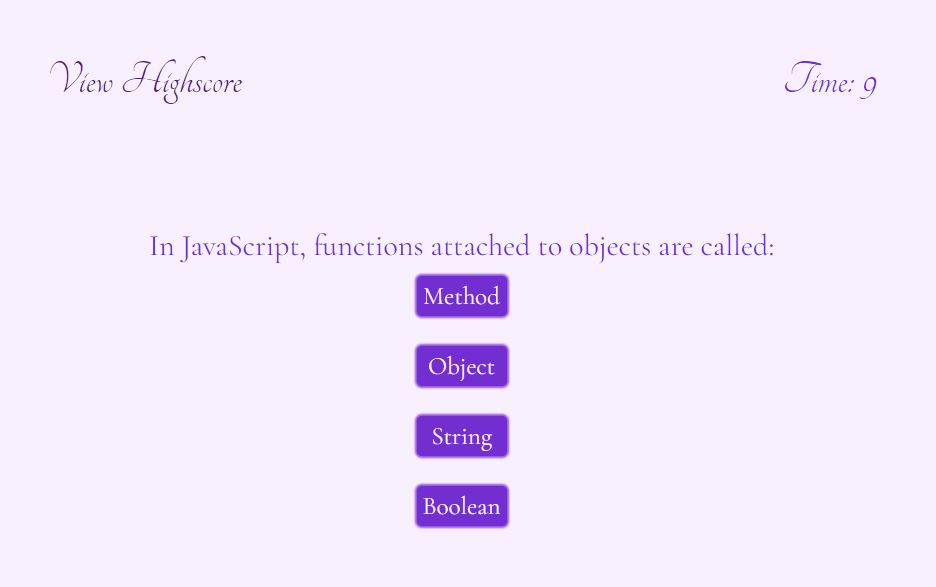 View Highscore
Time: 9
In JavaScript, functions attached to objects are called:
Method
Object
String
Boolean